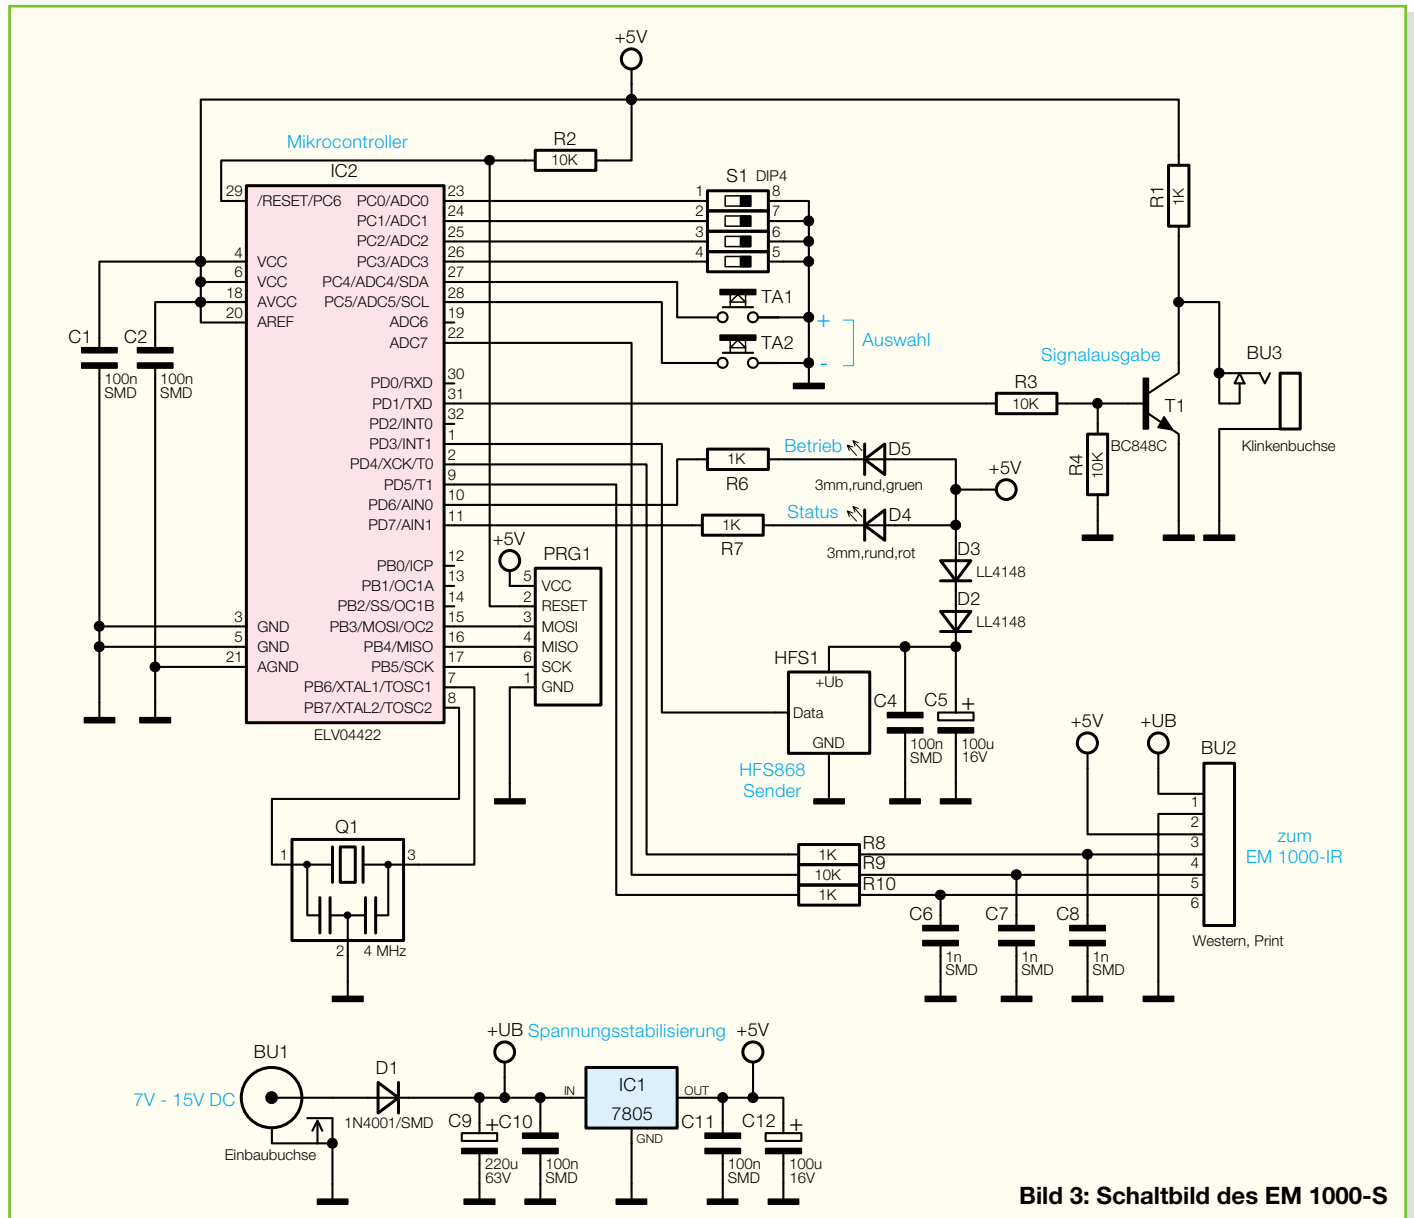 +5V
Mikrocontroller
IC2
R2
10K
S1 DIP4
R1
1K
29 /RESET/PC6
4 VCC
6 VCC
18 AVCC
20 AREF
3 GND
5 GND
21 AGND
PC0/ADC0 23
PC1/ADC1 24
PC2/ADC2 25
PC3/ADC3 26
PC4/ADC4/SDA 27
PC5/ADC5/SCL 28
ADC6 19
ADC7 22
PD0/RXD 30
PD1/TXD 31
PD2/INT0 32
PD3/INT1 1
PD4/XCK/T0 2
PD5/T1 9
PD6/AIN0 10
PD7/AIN1 11
PB0/ICP 12
PB1/OC1A 13
PB2/SS/OC1B 14
PB3/MOSI/OC2 15
PB4/MISO 16
PB5/SCK 17
PB6/XTAL1/TOSC1 7
PB7/XTAL2/TOSC2 8
ELV04422
C1
100n
SMD
C2
100n
SMD
1 8
2 7
3 6
4 5
TA1
TA2
+
-
Auswahl
Signalausgabe
R3
10K
R4
10K
T1
BC848C
BU3
Klinkenbuchse
Betrieb
D5
3mm,rund,gruen
R6
1K
Status
D4
3mm,rund,rot
R7
1K
+5V
D3
LL4148
D2
LL4148
+5V
PRG1
5 VCC
2 RESET
3 MOSI
4 MISO
6 SCK
1 GND
HFS1
+Ub
Data
GND
HFS868
Sender
C4
100n
SMD
C5
+
100u
16V
Q1
1
3
2
4 MHz
R8
1K
R9
10K
R10
1K
C6
1n
SMD
C7
1n
SMD
C8
1n
SMD
+5V
+UB
BU2
1
2
3
4
5
6
zum
EM 1000-IR
Western, Print
BU1
7V - 15V DC
Einbaubuchse
D1
1N4001/SMD
+UB
Spannungsstabilisierung
+5V
C9
+
220u
63V
C10
100n
SMD
IN
IC1
7805
OUT
GND
C11
100n
SMD
C12
+
100u
16V
Bild 3: Schaltbild des EM 1000-S